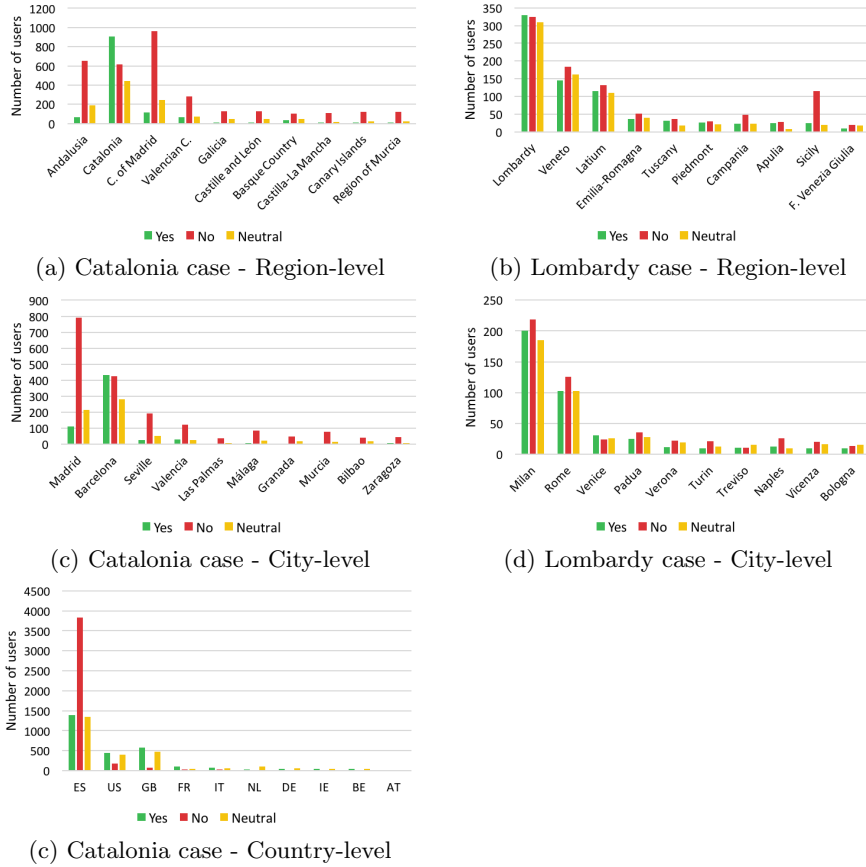 1200
1000
800
600
400
200
0
Number of users
Andalusia
Catalonia
C. of Madrid
Valencian C.
Galicia
Castille and León
Basque Country
Castilla-La Mancha
Canary Islands
Region of Murcia
Yes No Neutral
(a) Catalonia case - Region-level
350
300
250
200
150
100
50
0
Number of users
Lombardy
Veneto
Latium
Emilia-Romagna
Tuscany
Piedmont
Campania
Apulia
Sicily
F. Venezia Giulia
Yes No Neutral
(b) Lombardy case - Region-level
900
800
700
600
500
400
300
200
100
0
Number of users
Madrid
Barcelona
Seville
Valencia
Las Palmas
Málaga
Granada
Murcia
Bilbao
Zaragoza
Yes No Neutral
(c) Catalonia case - City-level
250
200
150
100
50
0
Number of users
Milan
Rome
Venice
Padua
Verona
Turin
Treviso
Naples
Vicenza
Bologna
Yes No Neutral
(d) Lombardy case - City-level
4500
4000
3500
3000
2500
2000
1500
1000
500
0
Number of users
ES US GB FR IT NL DE IE BE AT
Yes No Neutral
(c) Catalonia case - Country-level